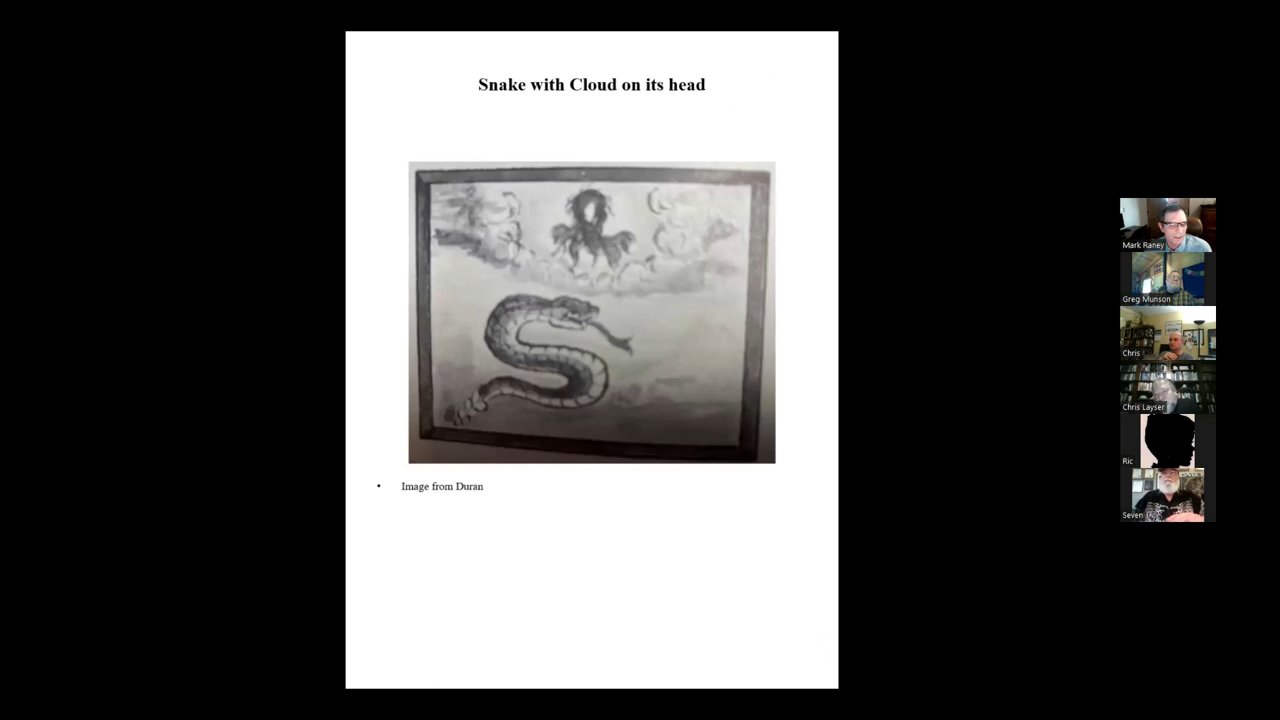 Snake with Cloud on its head
• Image from Duran
Mark Raney
Greg Munson
Chris
Chris Layser
Ric
Seven